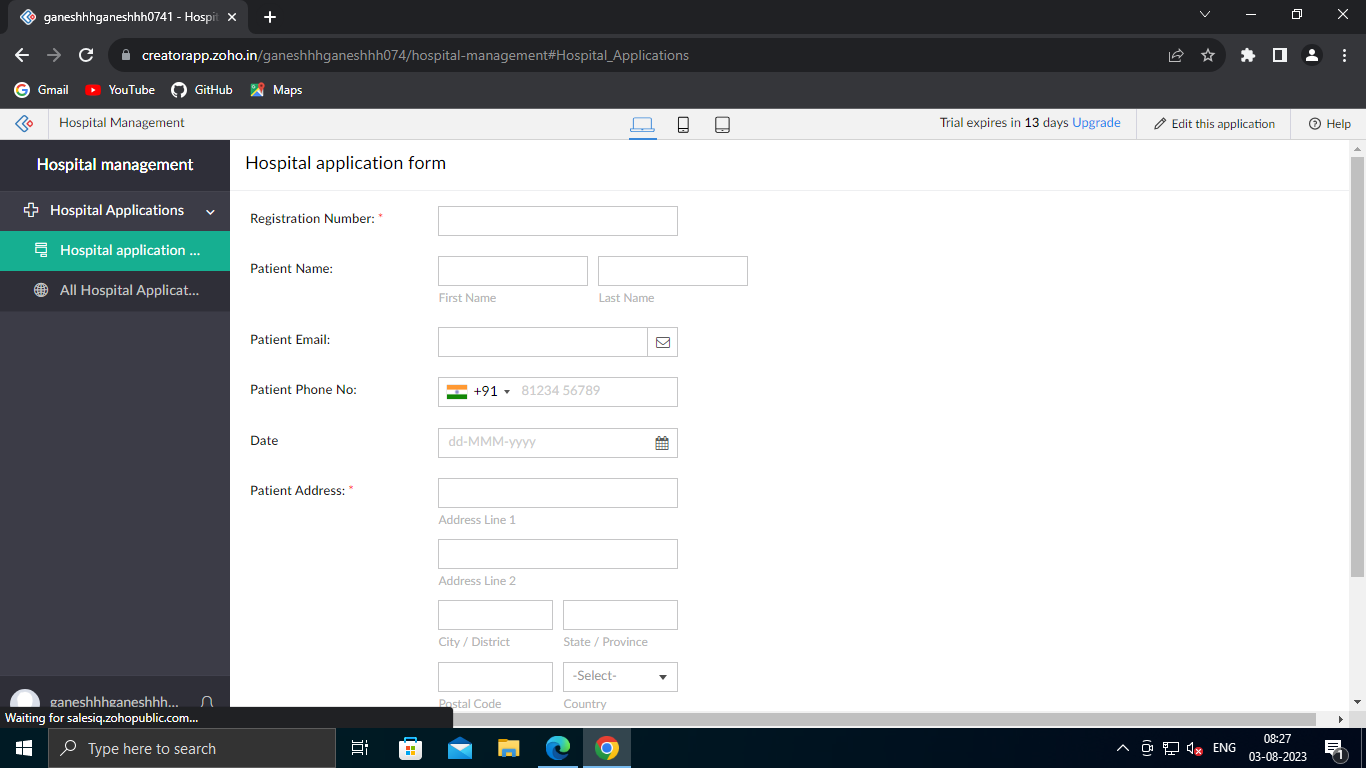 ganeshhhganeshhh0741 - Hospit
creatorapp.zoho.in/ganeshhhganeshhh074/hospital-management#Hospital_Applications
Gmail YouTube GitHub Maps
Hospital Management Trial expires in 13 days Upgrade Edit this application Help
Hospital management
Hospital Applications
Hospital application ...
All Hospital Applicat...
ganeshhhganeshhh...
Hospital application form
Registration Number: *
Patient Name:
First Name Last Name
Patient Email:
Patient Phone No: +91 81234 56789
Date dd-MMM-yyyy
Patient Address: *
Address Line 1
Address Line 2
City / District State / Province
-Select-
Postal Code Country
Waiting for salesiq.zohopublic.com...
Type here to search ENG 08:27
03-08-2023 1